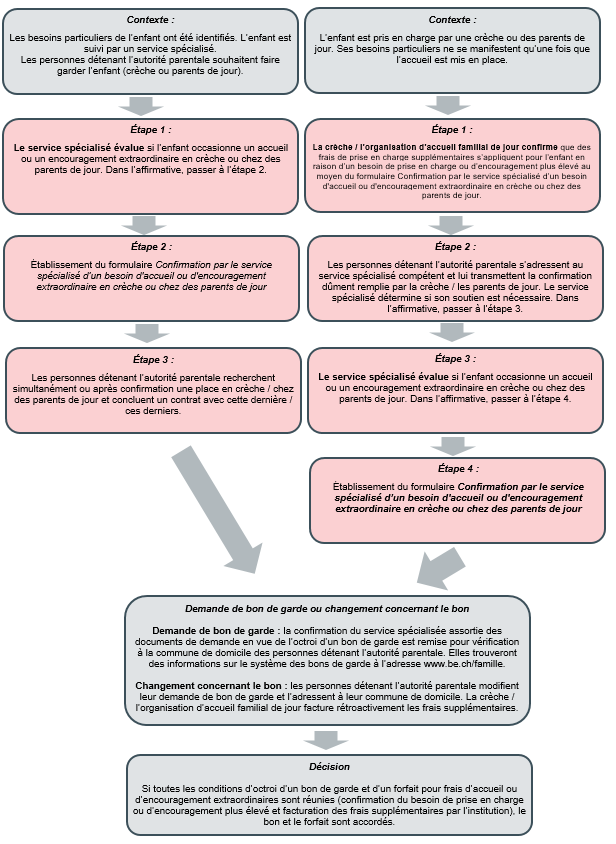 Contexte :
Les besoins particuliers de l'enfant ont été identifiés. L'enfant est
suivi par un service spécialisé.
Les personnes détenant l'autorité parentale souhaitent faire
garder l'enfant (crèche ou parents de jour).
Étape 1 :
Le service spécialisé évalue si l'enfant occasionne un accueil
ou un encouragement extraordinaire en crèche ou chez des
parents de jour. Dans l'affirmative, passer à l'étape 2.
Étape 2 :
Établissement du formulaire Confirmation par le service
spécialisé d'un besoin d'accueil ou d'encouragement
extraordinaire en crèche ou chez des parents de jour
Étape 3 :
Les personnes détenant l'autorité parentale recherchent
simultanément ou après confirmation une place en crèche / chez
des parents de jour et concluent un contrat avec cette dernière /
ces derniers.
Contexte :
L'enfant est pris en charge par une crèche ou des parents de
jour. Ses besoins particuliers ne se manifestent qu'une fois que
l'accueil est mis en place.
Étape 1 :
La crèche / l'organisation d'accueil familial de jour confirme que des
frais de prise en charge supplémentaires s'appliquent pour l'enfant en
raison d'un besoin de prise en charge ou d'encouragement plus élevé au
moyen du formulaire Confirmation par le service spécialisé d'un besoin
d'accueil ou d'encouragement extraordinaire en crèche ou chez des
parents de jour.
Étape 2 :
Les personnes détenant l'autorité parentale s'adressent au
service spécialisé compétent et lui transmettent la confirmation
dûment remplie par la crèche / les parents de jour. Le service
spécialisé détermine si son soutien est nécessaire. Dans
l'affirmative, passer à l'étape 3.
Étape 3 :
Le service spécialisé évalue si l'enfant occasionne un accueil
ou un encouragement extraordinaire en crèche ou chez des
parents de jour. Dans l'affirmative, passer à l'étape 4.
Étape 4 :
Établissement du formulaire Confirmation par le service
spécialisé d'un besoin d'accueil ou d'encouragement
extraordinaire en crèche ou chez des parents de jour
Demande de bon de garde ou changement concernant le bon
Demande de bon de garde : la confirmation du service spécialisée assortie des
documents de demande en vue de l'octroi d'un bon de garde est remise pour vérification
à la commune de domicile des personnes détenant l'autorité parentale. Elles trouveront
des informations sur le système des bons de garde à l'adresse www.be.ch/famille.
Changement concernant le bon : les personnes détenant l'autorité parentale modifient
leur demande de bon de garde et l'adressent à leur commune de domicile. La crèche /
l'organisation d'accueil familial de jour facture rétroactivement les frais supplémentaires.
Décision
Si toutes les conditions d'octroi d'un bon de garde et d'un forfait pour frais d'accueil ou
d'encouragement extraordinaires sont réunies (confirmation du besoin de prise en charge
ou d'encouragement plus élevé et facturation des frais supplémentaires par l'institution), le
bon et le forfait sont accordés.